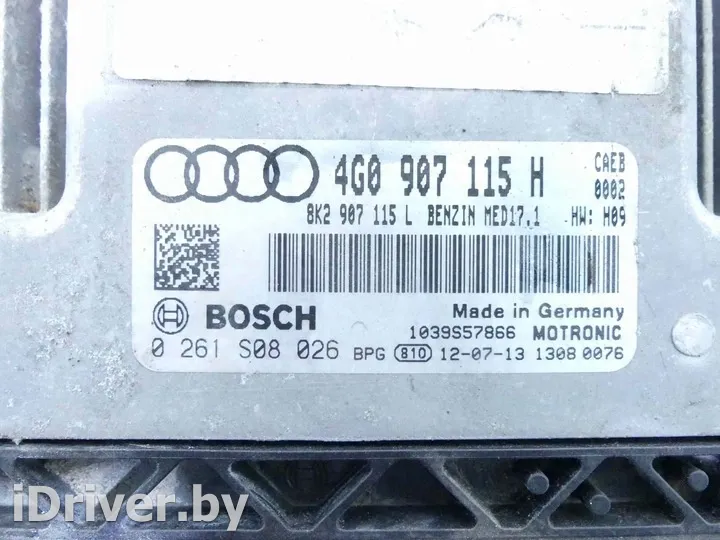 4G0 907 115 H
CAEB
0002
8K2 907 115 L BENZIN MED17.1 HW: H09
Made in Germany
BOSCH
1039S57866 MOTRONIC
0 261 S08 026 BPG 810 12-07-13 1308 0076
iDriver.by